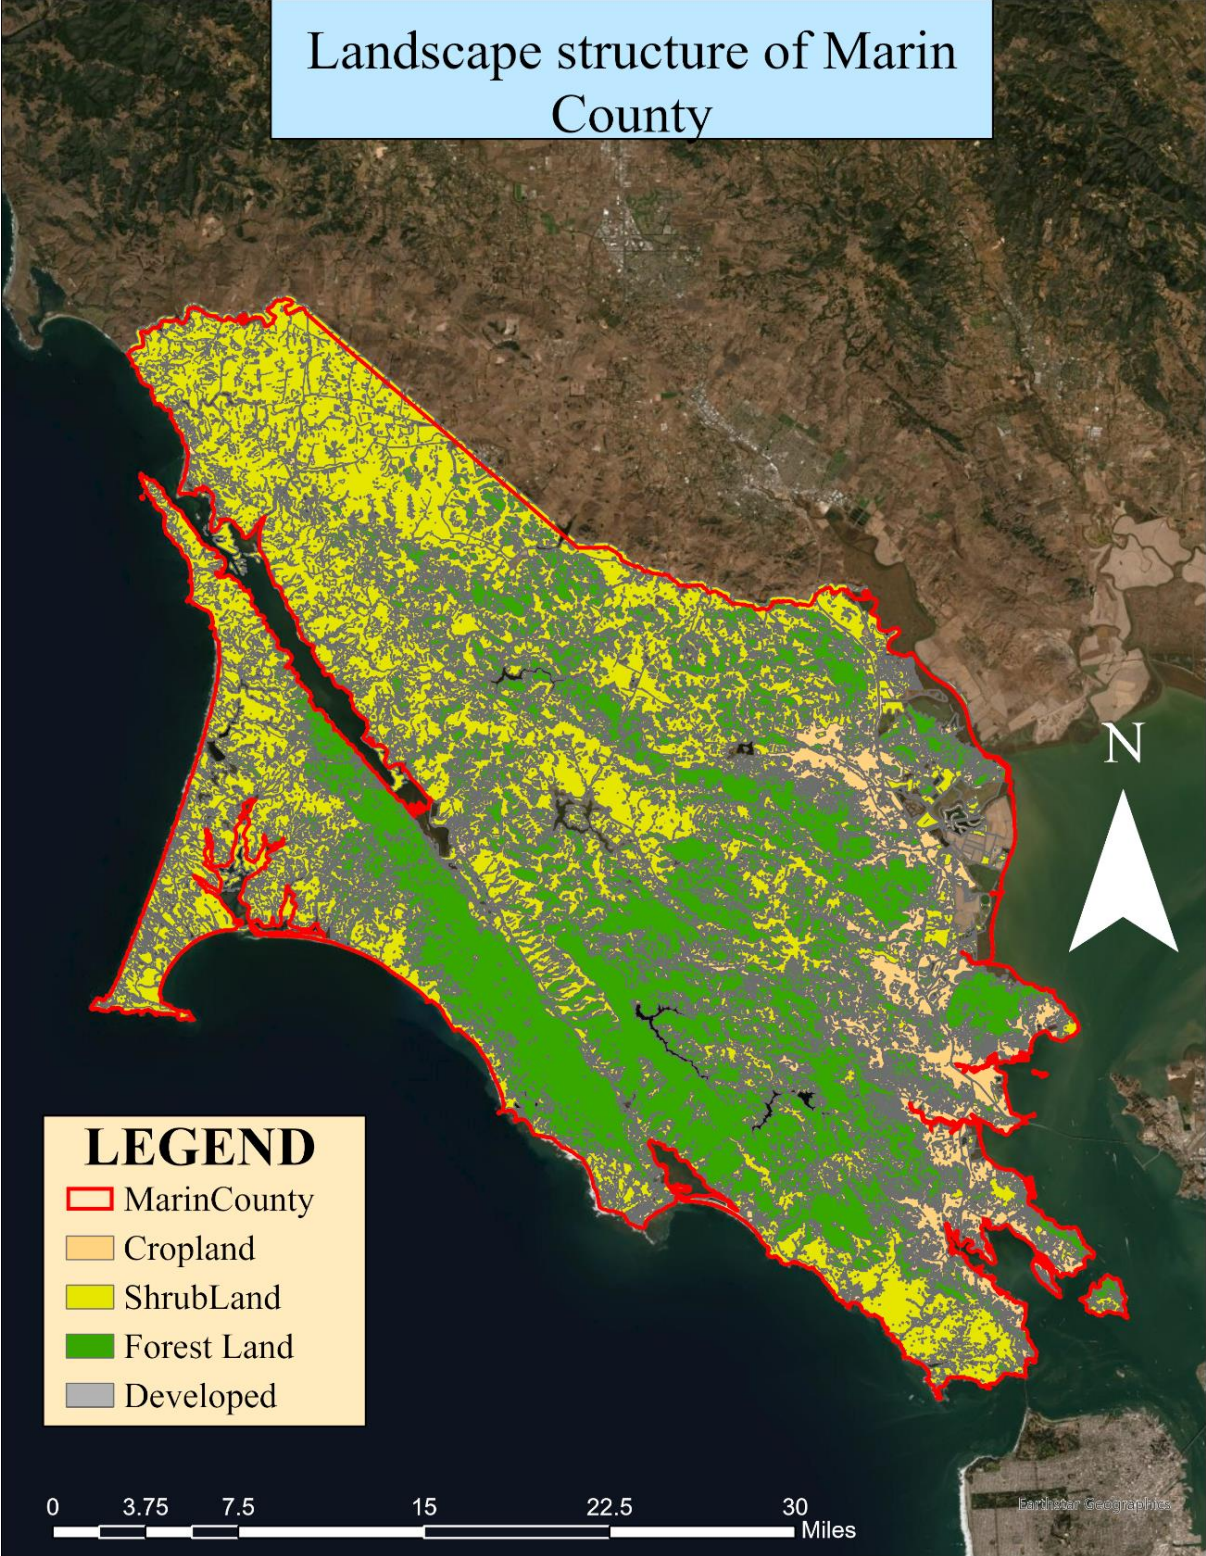 Landscape structure of Marin
County
N
LEGEND
MarinCounty
Cropland
ShrubLand
Forest Land
Developed
0 3.75 7.5 15 22.5 30
Miles
Earthstar Geographics